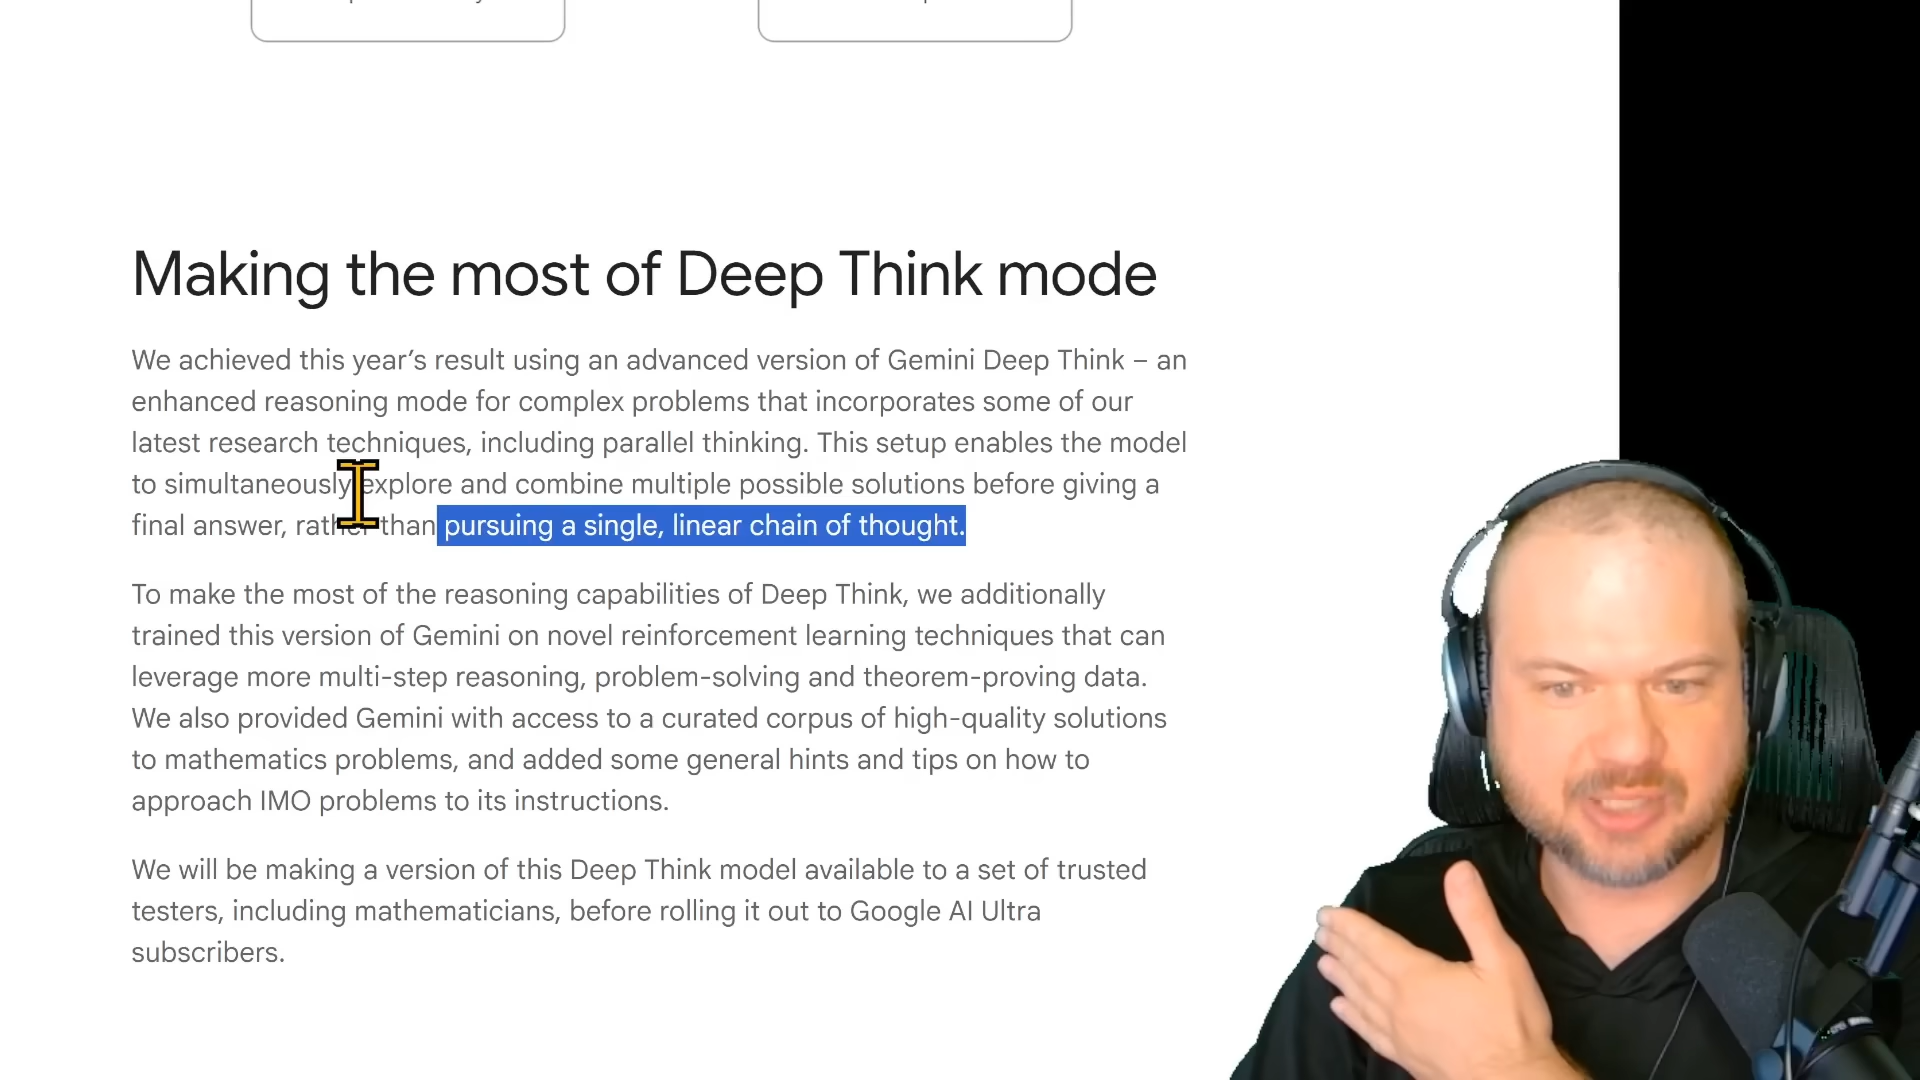 Making the most of Deep Think mode
We achieved this year’s result using an advanced version of Gemini Deep Think – an
enhanced reasoning mode for complex problems that incorporates some of our
latest research techniques, including parallel thinking. This setup enables the model
to simultaneously explore and combine multiple possible solutions before giving a
final answer, rather than pursuing a single, linear chain of thought.
To make the most of the reasoning capabilities of Deep Think, we additionally
trained this version of Gemini on novel reinforcement learning techniques that can
leverage more multi-step reasoning, problem-solving and theorem-proving data.
We also provided Gemini with access to a curated corpus of high-quality solutions
to mathematics problems, and added some general hints and tips on how to
approach IMO problems to its instructions.
We will be making a version of this Deep Think model available to a set of trusted
testers, including mathematicians, before rolling it out to Google AI Ultra
subscribers.